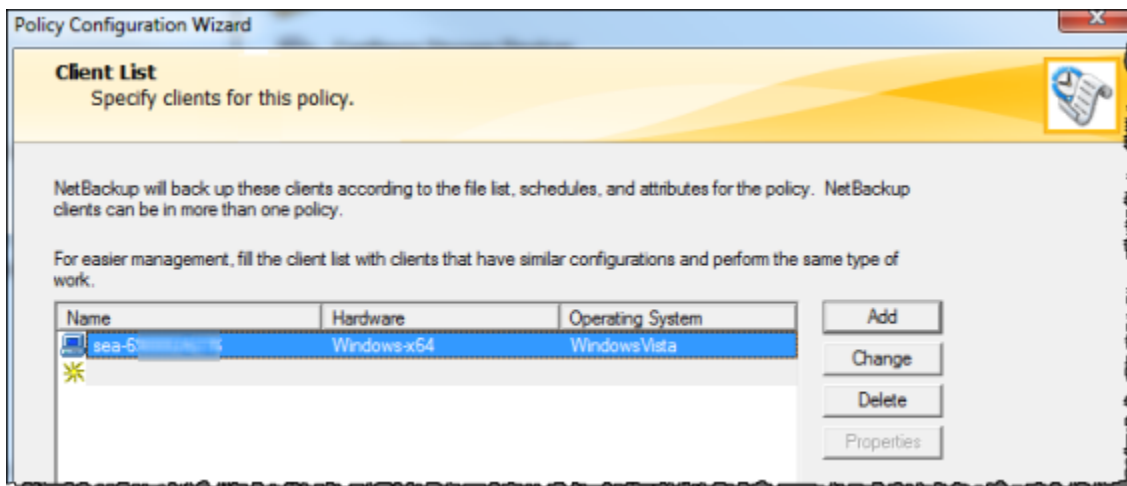 Policy Configuration Wizard
Client List
Specify clients for this policy.
NetBackup will back up these clients according to the file list, schedules, and attributes for the policy. NetBackup
clients can be in more than one policy.
For easier management, fill the client list with clients that have similar configurations and perform the same type of
work.
Name Hardware Operating System Add
Windows-x64 WindowsVista
Change
Delete
Properties